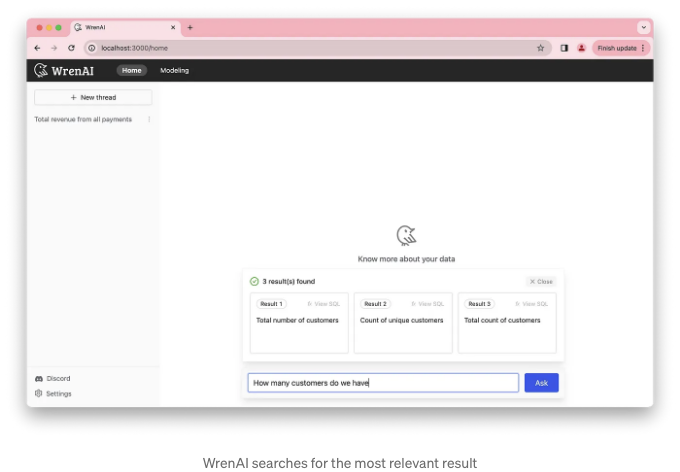 WrenAI
localhost:3000/home
Finish update
WrenAI Home Modeling
+ New thread
Total revenue from all payments
Know more about your data
3 result(s) found
Close
Result 1 View SQL
Total number of customers
Result 2 View SQL
Count of unique customers
Result 3 View SQL
Total count of customers
How many customers do we have
Ask
Discord
Settings
WrenAI searches for the most relevant result